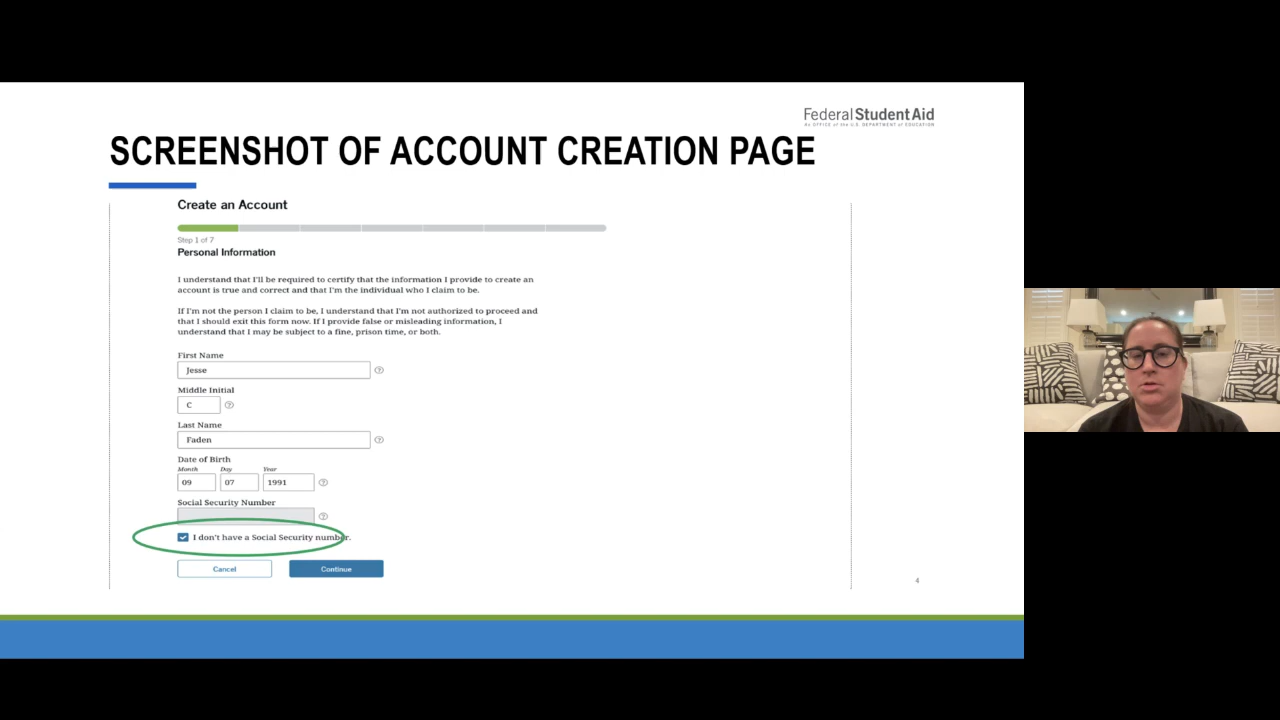 Federal Student Aid
An OFFICE of the U.S. DEPARTMENT of EDUCATION
SCREENSHOT OF ACCOUNT CREATION PAGE
Create an Account
Step 1 of 7
Personal Information
I understand that I'll be required to certify that the information I provide to create an
account is true and correct and that I'm the individual who I claim to be.
If I'm not the person I claim to be, I understand that I'm not authorized to proceed and
that I should exit this form now. If I provide false or misleading information, I
understand that I may be subject to a fine, prison time, or both.
First Name
Jesse
?
Middle Initial
C
?
Last Name
Faden
?
Date of Birth
Month Day Year
09 07 1991
?
Social Security Number
?
I don't have a Social Security number.
Cancel Continue
4